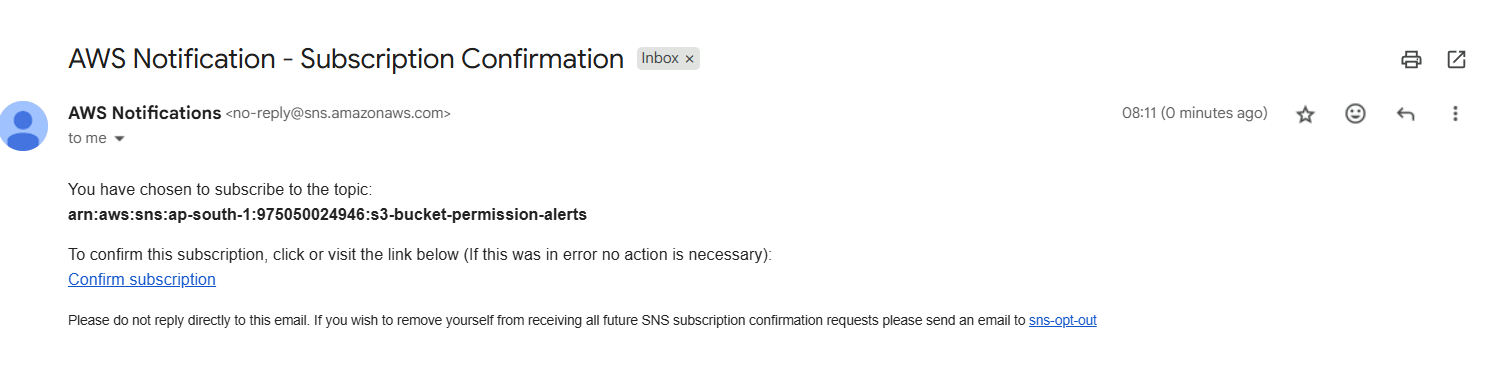 AWS Notification - Subscription Confirmation Inbox ×
AWS Notifications <no-reply@sns.amazonaws.com> 08:11 (0 minutes ago)
to me
You have chosen to subscribe to the topic:
arn:aws:sns:ap-south-1:975050024946:s3-bucket-permission-alerts
To confirm this subscription, click or visit the link below (If this was in error no action is necessary):
Confirm subscription
Please do not reply directly to this email. If you wish to remove yourself from receiving all future SNS subscription confirmation requests please send an email to sns-opt-out